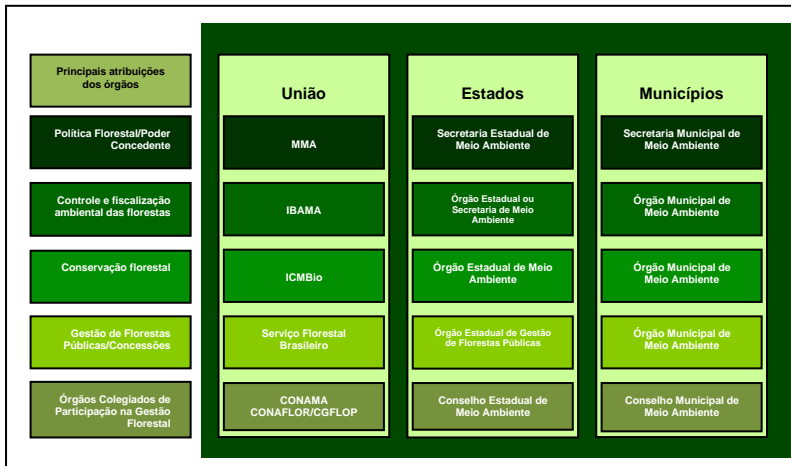 Principais atribuições
dos órgãos
União
Estados
Municípios
Política Florestal/Poder
Concedente
MMA
Secretaria Estadual de
Meio Ambiente
Secretaria Municipal de
Meio Ambiente
Controle e fiscalização
ambiental das florestas
IBAMA
Órgão Estadual ou
Secretaria de Meio
Ambiente
Órgão Municipal de
Meio Ambiente
Conservação florestal
ICMBio
Órgão Estadual de Meio
Ambiente
Órgão Municipal de
Meio Ambiente
Gestão de Florestas
Públicas/Concessões
Serviço Florestal
Brasileiro
Órgão Estadual de Gestão
de Florestas Públicas
Órgão Municipal de
Meio Ambiente
Órgãos Colegiados de
Participação na Gestão
Florestal
CONAMA
CONAFLOR/CGFLOP
Conselho Estadual de
Meio Ambiente
Conselho Municipal de
Meio Ambiente